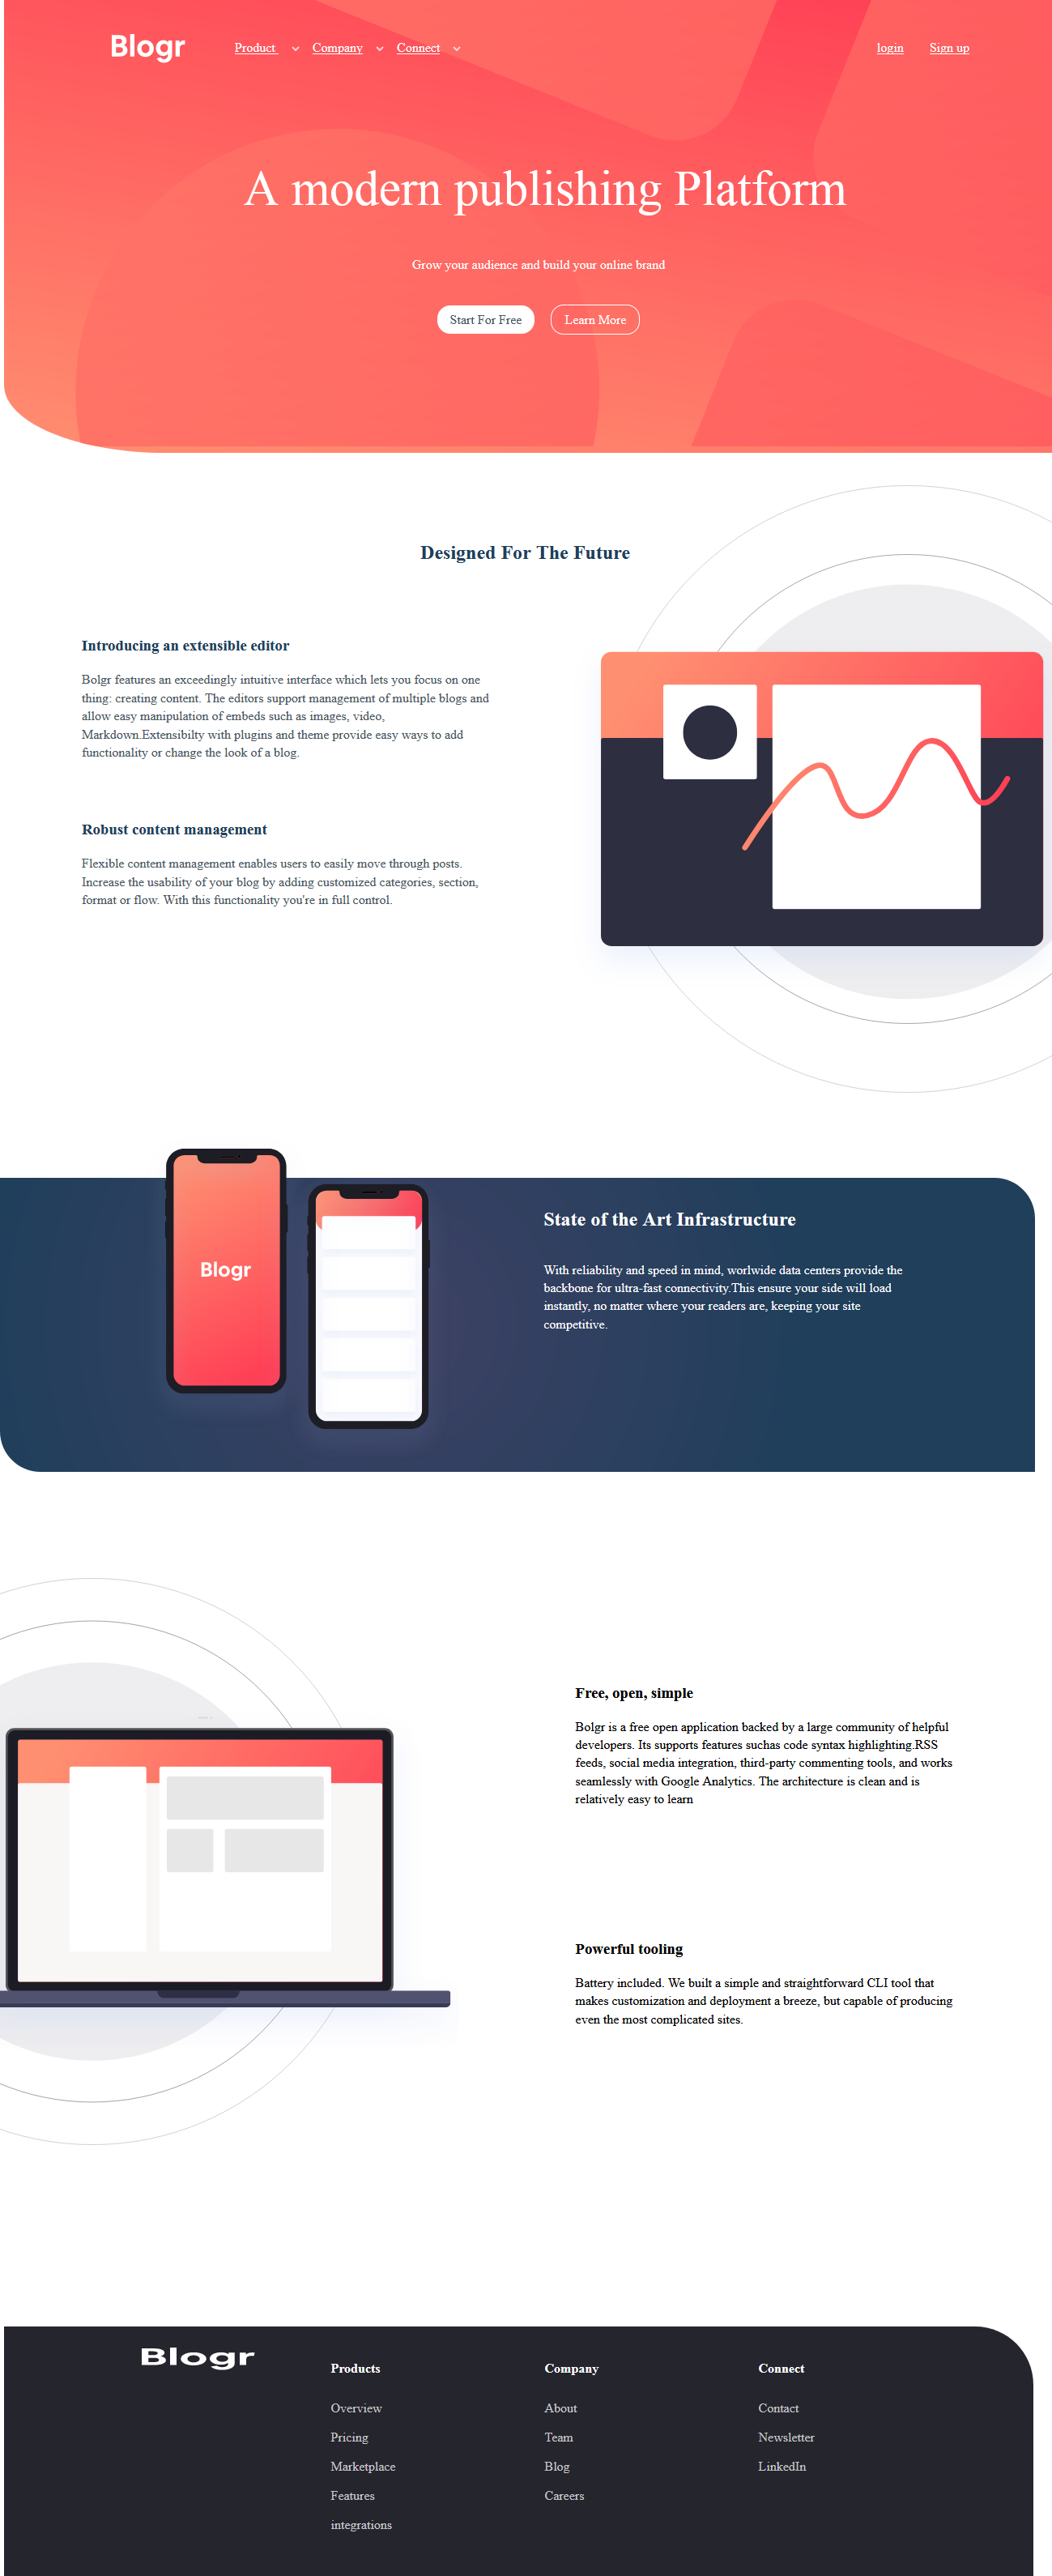 Blogr Product Company Connect login Sign up
A modern publishing Platform
Grow your audience and build your online brand
Start For Free Learn More
Designed For The Future
Introducing an extensible editor
Bolgr features an exceedingly intuitive interface which lets you focus on one
thing: creating content. The editors support management of multiple blogs and
allow easy manipulation of embeds such as images, video,
Markdown.Extensibilty with plugins and theme provide easy ways to add
functionality or change the look of a blog.
Robust content management
Flexible content management enables users to easily move through posts.
Increase the usability of your blog by adding customized categories, section,
format or flow. With this functionality you're in full control.
Blogr
State of the Art Infrastructure
With reliability and speed in mind, worlwide data centers provide the
backbone for ultra-fast connectivity.This ensure your side will load
instantly, no matter where your readers are, keeping your site
competitive.
Free, open, simple
Bolgr is a free open application backed by a large community of helpful
developers. Its supports features suchas code syntax highlighting.RSS
feeds, social media integration, third-party commenting tools, and works
seamlessly with Google Analytics. The architecture is clean and is
relatively easy to learn
Powerful tooling
Battery included. We built a simple and straightforward CLI tool that
makes customization and deployment a breeze, but capable of producing
even the most complicated sites.
Blogr
Products
Overview
Pricing
Marketplace
Features
integrations
Company
About
Team
Blog
Careers
Connect
Contact
Newsletter
LinkedIn